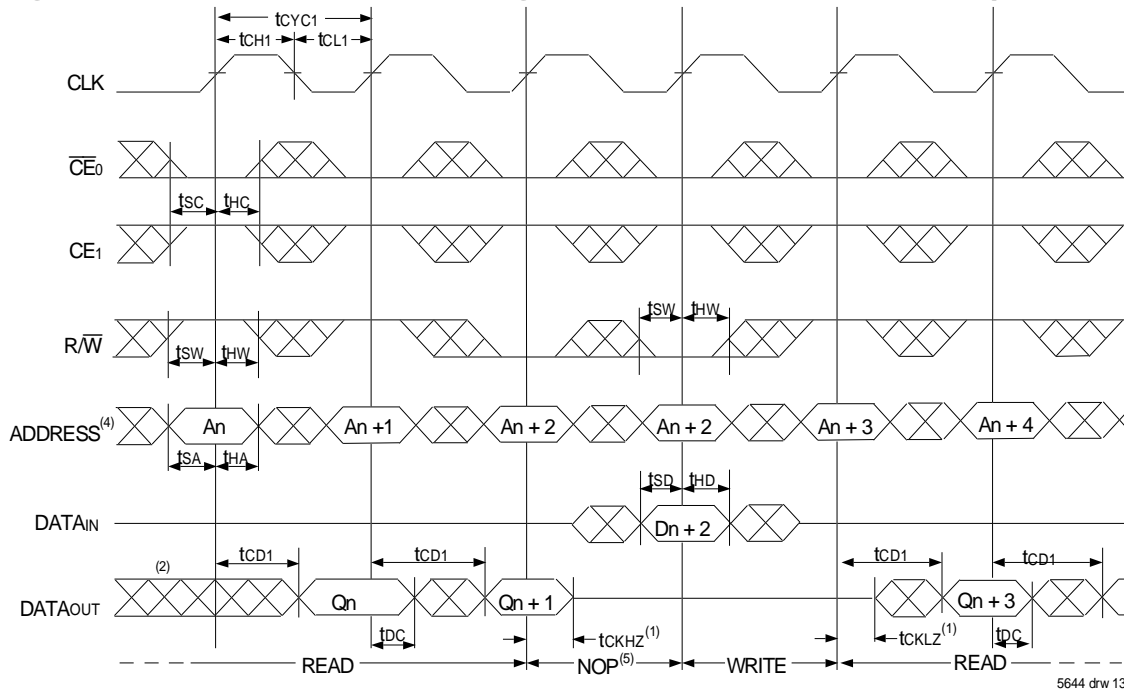 tCYC1
tCH1 tCL1
CLK
CE0
tSC tHC
CE1
tSW tHW
R/W
tSW tHW
ADDRESS(4) An An +1 An + 2 An + 2 An + 3 An + 4
tSA tHA
tSD tHD
DATAIN Dn + 2
tCD1 tCD1 tCD1 tCD1
(2)
DATAOUT Qn Qn + 1 Qn + 3
tDC tCKHZ(1) tCKLZ(1) tDC
READ NOP(5) WRITE READ
5644 drw 13